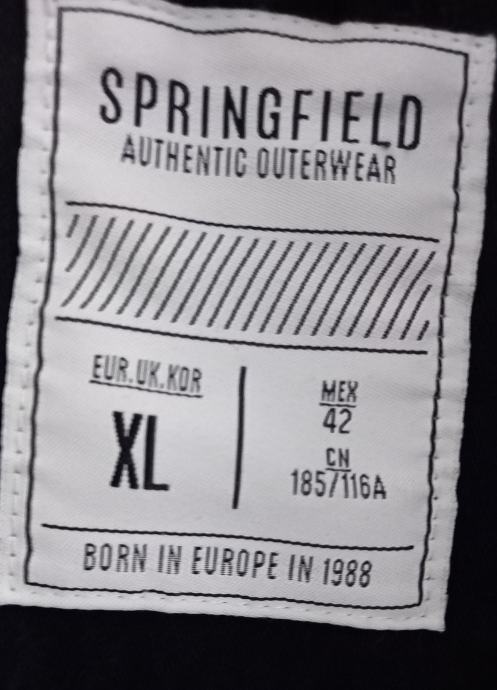 SPRINGFIELD
AUTHENTIC OUTERWEAR
EUR.UK.KOR
XL
MEX
42
CN
185/116A
BORN IN EUROPE IN 1988